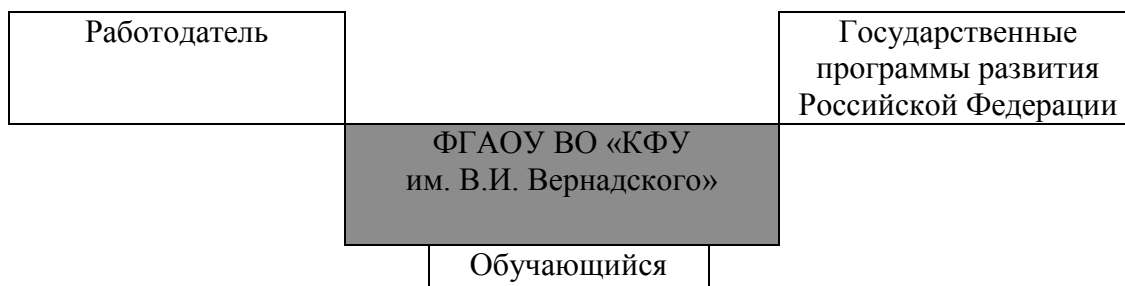 Работодатель
Государственные
программы развития
Российской Федерации
ФГАОУ ВО «КФУ
им. В.И. Вернадского»
Обучающийся